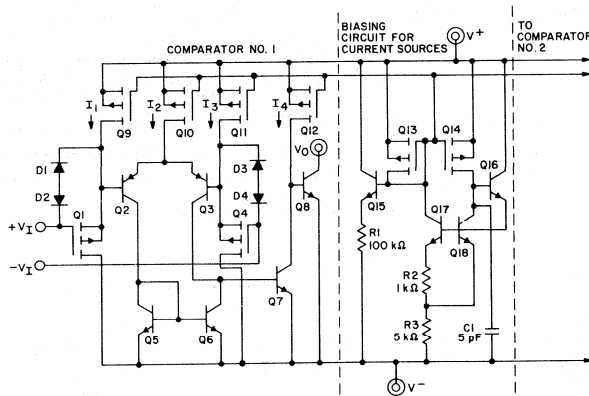 BIASING
CIRCUIT FOR
CURRENT SOURCES
V+
TO
COMPARATOR
NO. 2
COMPARATOR NO. 1
I1
I2
I3
I4
Q9
Q10
Q11
Q12
Q13
Q14
VO
D1
D2
D3
D4
Q1
Q2
Q3
Q4
Q8
Q15
Q16
Q17
Q18
+VI
-VI
R1
100 kΩ
R2
1kΩ
R3
5 kΩ
C1
5 pF
Q5
Q6
Q7
V-